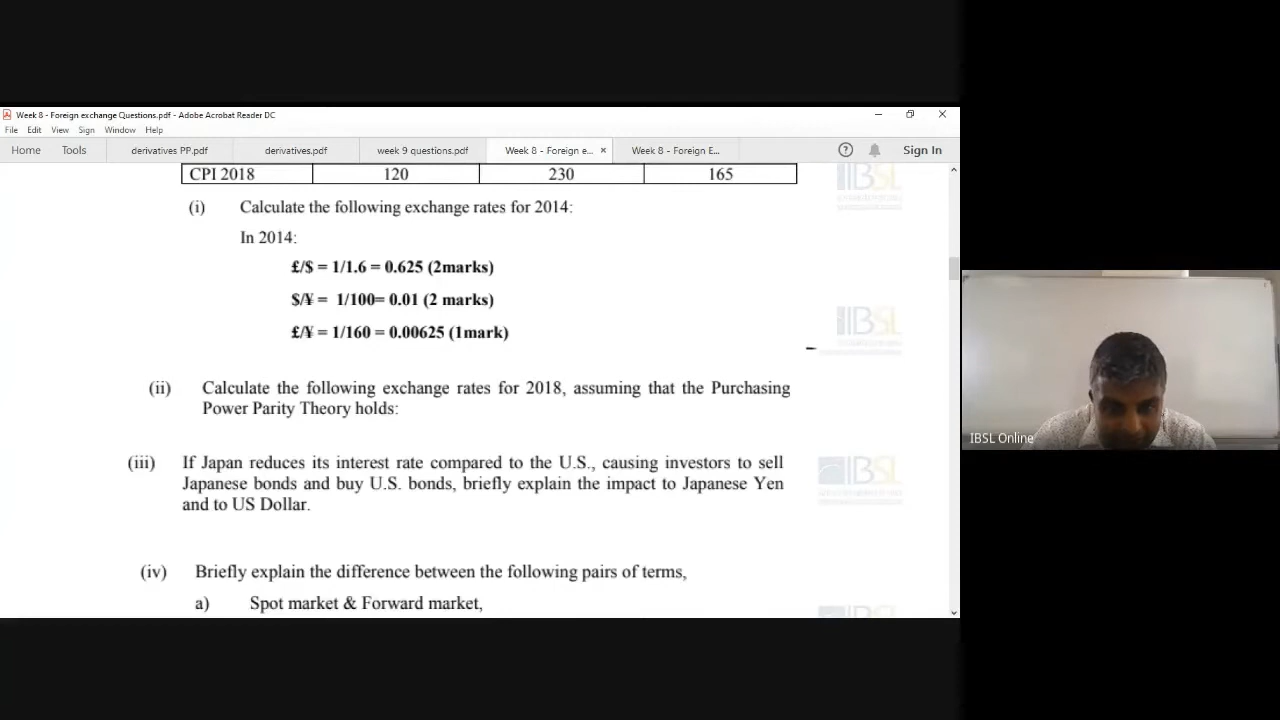 Week 8 - Foreign exchange Questions.pdf - Adobe Acrobat Reader DC
File Edit View Sign Window Help
Home Tools derivatives PP.pdf derivatives.pdf week 9 questions.pdf Week 8 - Foreign e... × Week 8 - Foreign E... Sign In
CPI 2018 120 230 165
IBSL
(i) Calculate the following exchange rates for 2014:
In 2014:
£/$ = 1/1.6 = 0.625 (2marks)
$/¥ = 1/100= 0.01 (2 marks)
£/¥ = 1/160 = 0.00625 (1mark)
IBSL
(ii) Calculate the following exchange rates for 2018, assuming that the Purchasing
Power Parity Theory holds:
IBSL Online
(iii) If Japan reduces its interest rate compared to the U.S., causing investors to sell
Japanese bonds and buy U.S. bonds, briefly explain the impact to Japanese Yen
and to US Dollar.
IBSL
(iv) Briefly explain the difference between the following pairs of terms,
a) Spot market & Forward market,